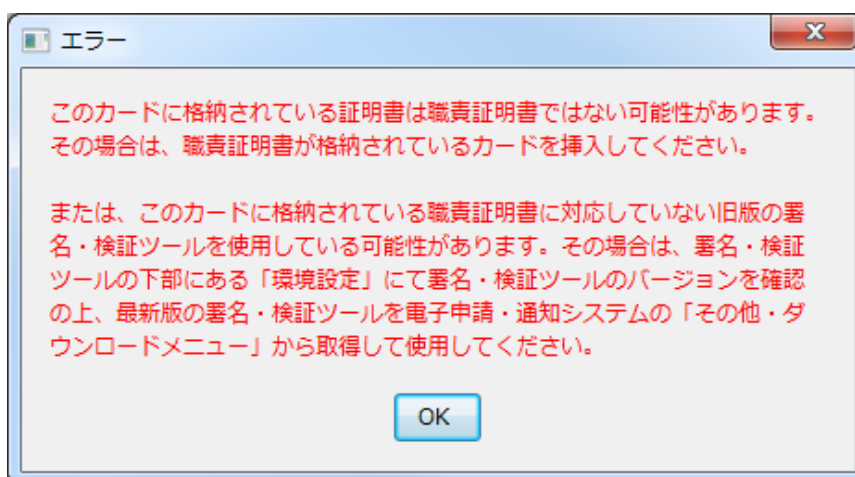 エラー
このカードに格納されている証明書は職責証明書ではない可能性があります。
その場合は、職責証明書が格納されているカードを挿入してください。
または、このカードに格納されている職責証明書に対応していない旧版の署
名・検証ツールを使用している可能性があります。その場合は、署名・検証
ツールの下部にある「環境設定」にて署名・検証ツールのバージョンを確認
の上、最新版の署名・検証ツールを電子申請・通知システムの「その他・ダ
ウンロードメニュー」から取得して使用してください。
OK